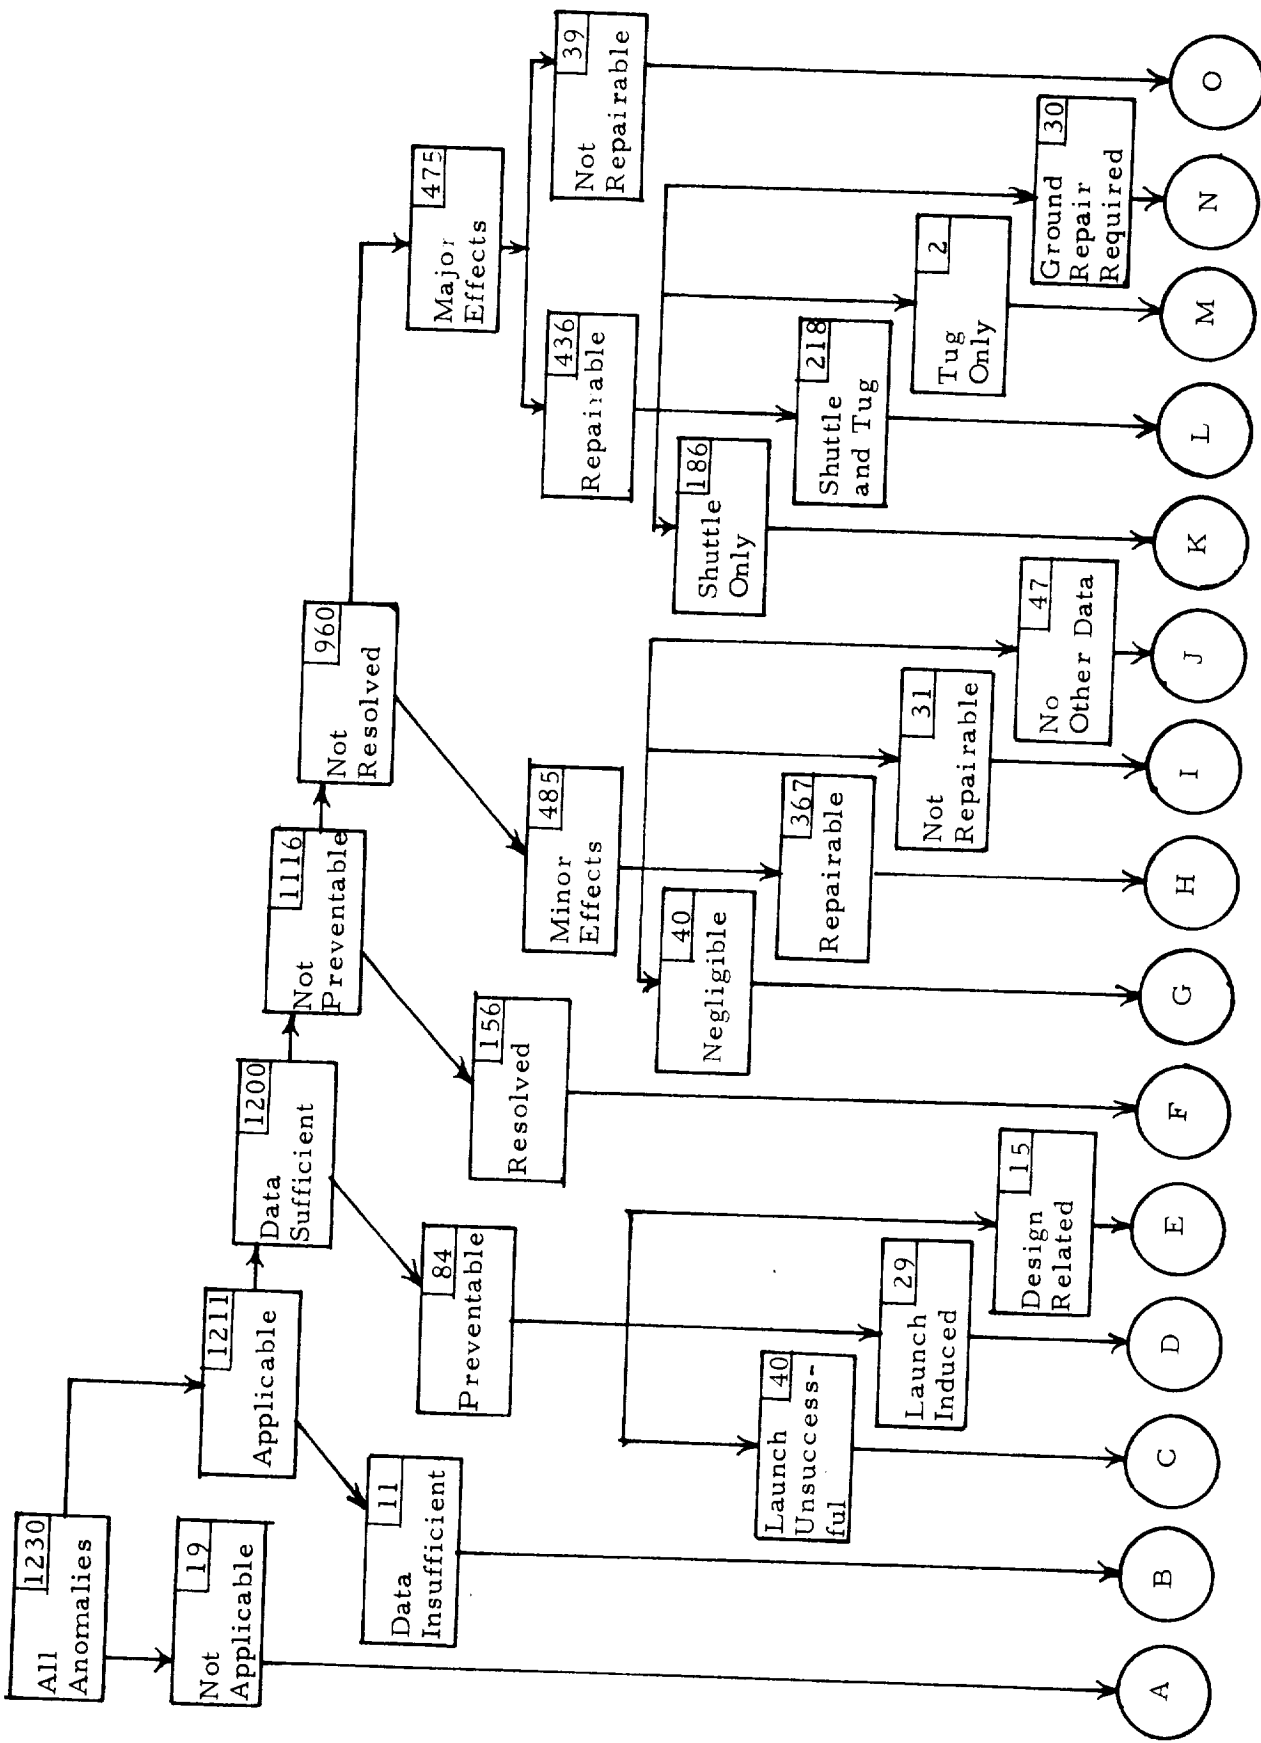 1230
All
Anomalies
19
Not
Applicable
1211
Applicable
11
Data
Insufficient
1200
Data
Sufficient
84
Preventable
40
Launch
Unsuccess-
ful
29
Launch
Induced
15
Design
Related
1116
Not
Preventable
156
Resolved
960
Not
Resolved
485
Minor
Effects
40
Negligible
367
Repairable
31
Not
Repairable
47
No
Other Data
475
Major
Effects
436
Repairable
186
Shuttle
Only
218
Shuttle
and Tug
2
Tug
Only
30
Ground
Repair
Required
39
Not
Repairable
A
B
C
D
E
F
G
H
I
J
K
L
M
N
O